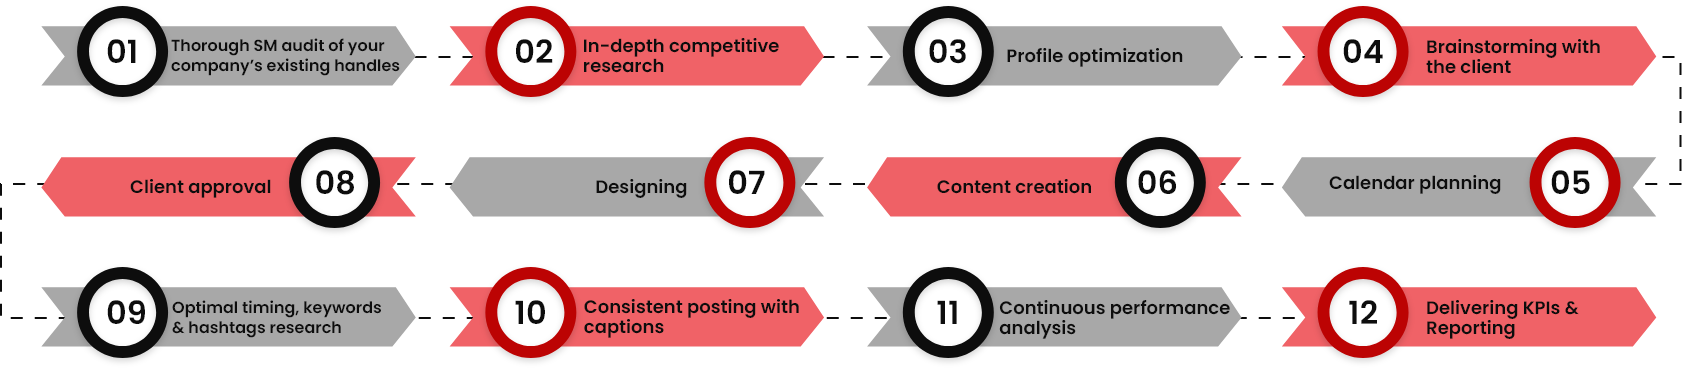 01
Thorough SM audit of your
company's existing handles
02
In-depth competitive
research
03
Profile optimization
04
Brainstorming with
the client
05
Calendar planning
06
Content creation
07
Designing
08
Client approval
09
Optimal timing, keywords
& hashtags research
10
Consistent posting with
captions
11
Continuous performance
analysis
12
Delivering KPIs &
Reporting